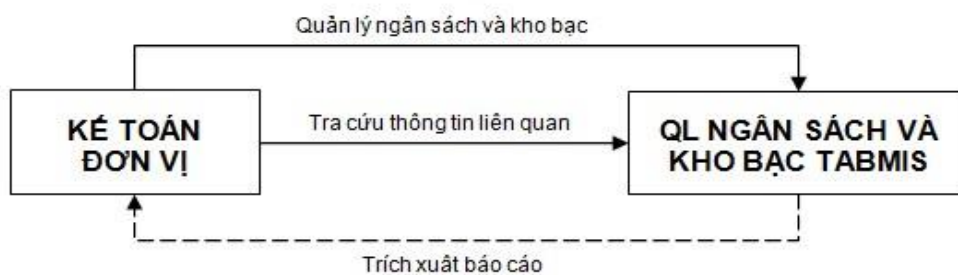 Quản lý ngân sách và kho bạc
KẾ TOÁN
ĐƠN VỊ
Tra cứu thông tin liên quan
QL NGÂN SÁCH VÀ
KHO BẠC TABMIS
Trích xuất báo cáo